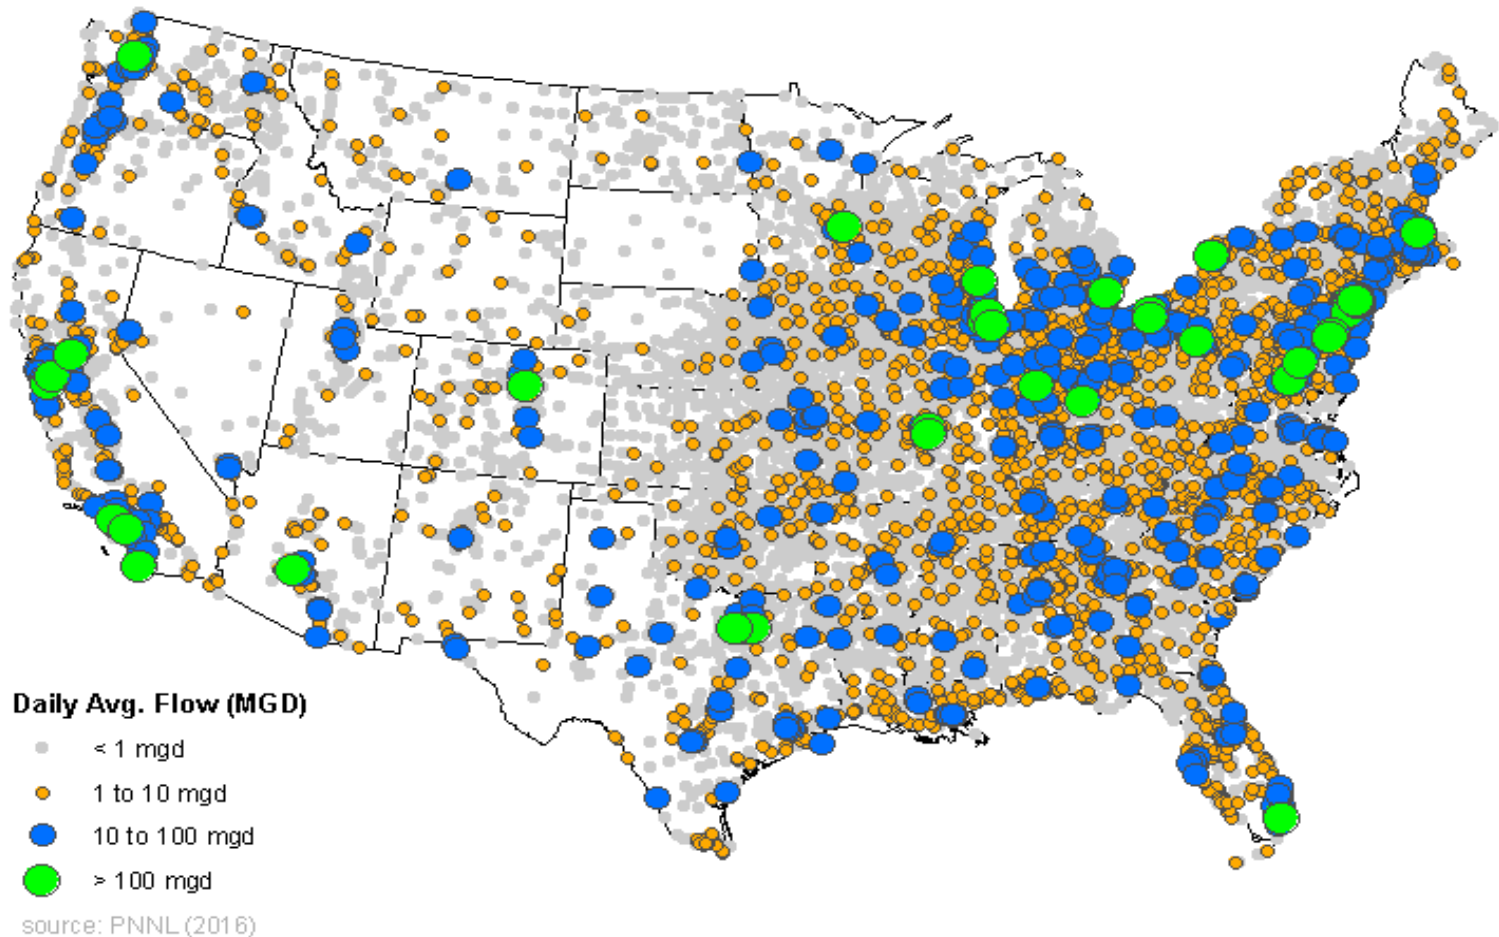 Daily Avg. Flow (MGD)
< 1 mgd
1 to 10 mgd
10 to 100 mgd
> 100 mgd
source: PNNL (2016)